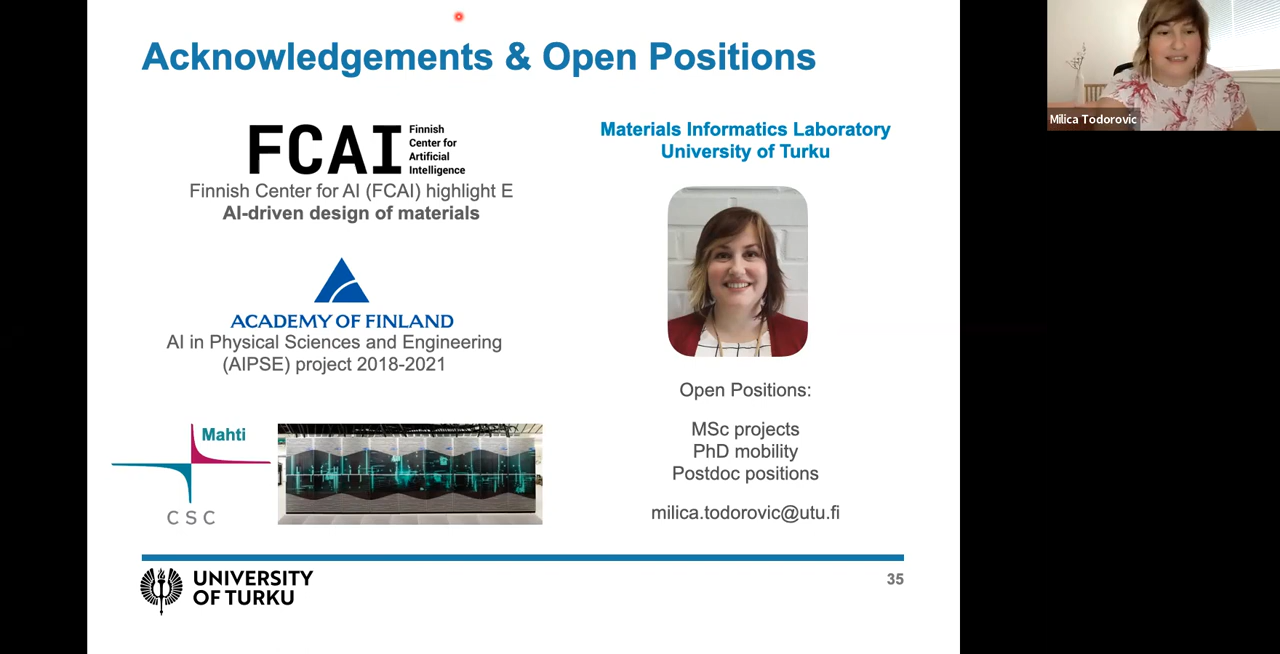 Acknowledgements & Open Positions
FCAI
Finnish
Center for
Artificial
Intelligence
Finnish Center for AI (FCAI) highlight E
AI-driven design of materials
ACADEMY OF FINLAND
AI in Physical Sciences and Engineering
(AIPSE) project 2018-2021
Mahti
CSC
Materials Informatics Laboratory
University of Turku
Open Positions:
MSc projects
PhD mobility
Postdoc positions
milica.todorovic@utu.fi
UNIVERSITY
OF TURKU
35
Milica Todorovic